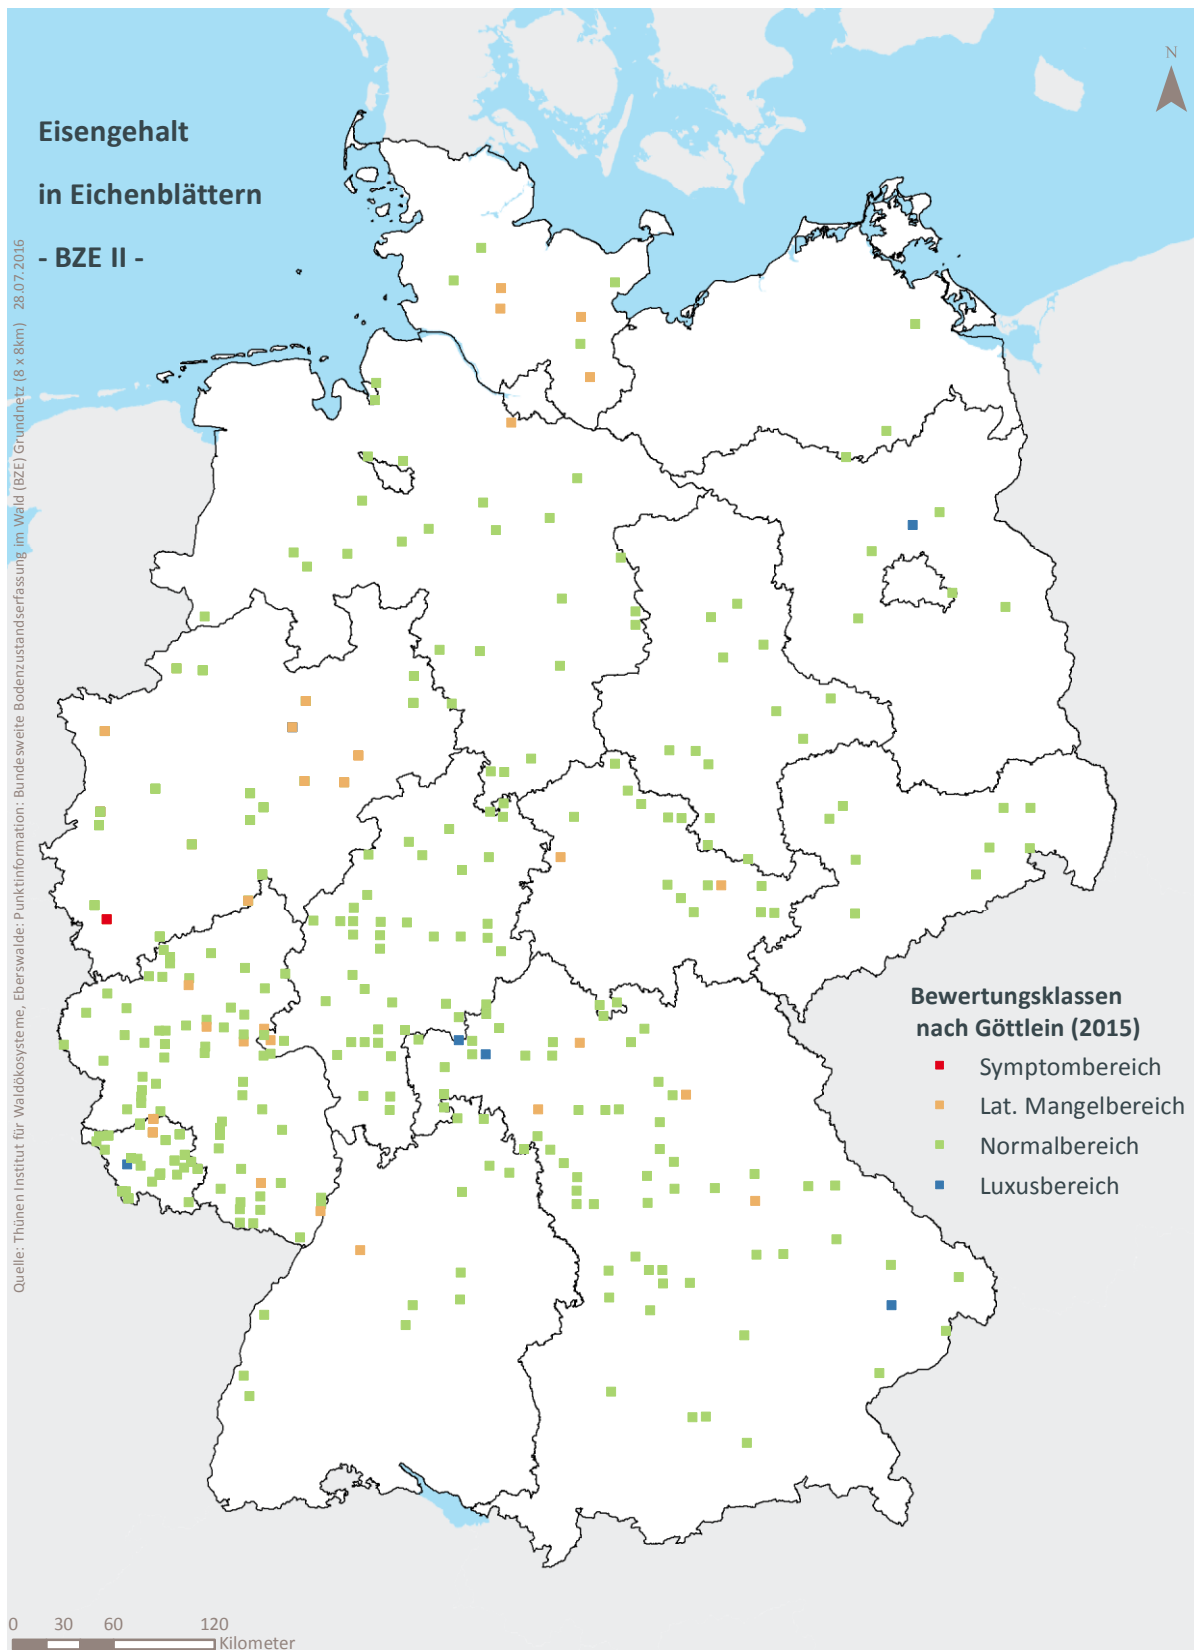 Eisengehalt
in Eichenblättern
- BZE II -
N
Quelle: Thünen Institut für Waldökosysteme, Eberswalde: Punktinformation: Bundesweite Bodenzustandserfassung im Wald (BZE) Grundnetz (8 x 8km) 28.07.2016
Bewertungsklassen
nach Göttlein (2015)
Symptombereich
Lat. Mangelbereich
Normalbereich
Luxusbereich
0 30 60 120
Kilometer